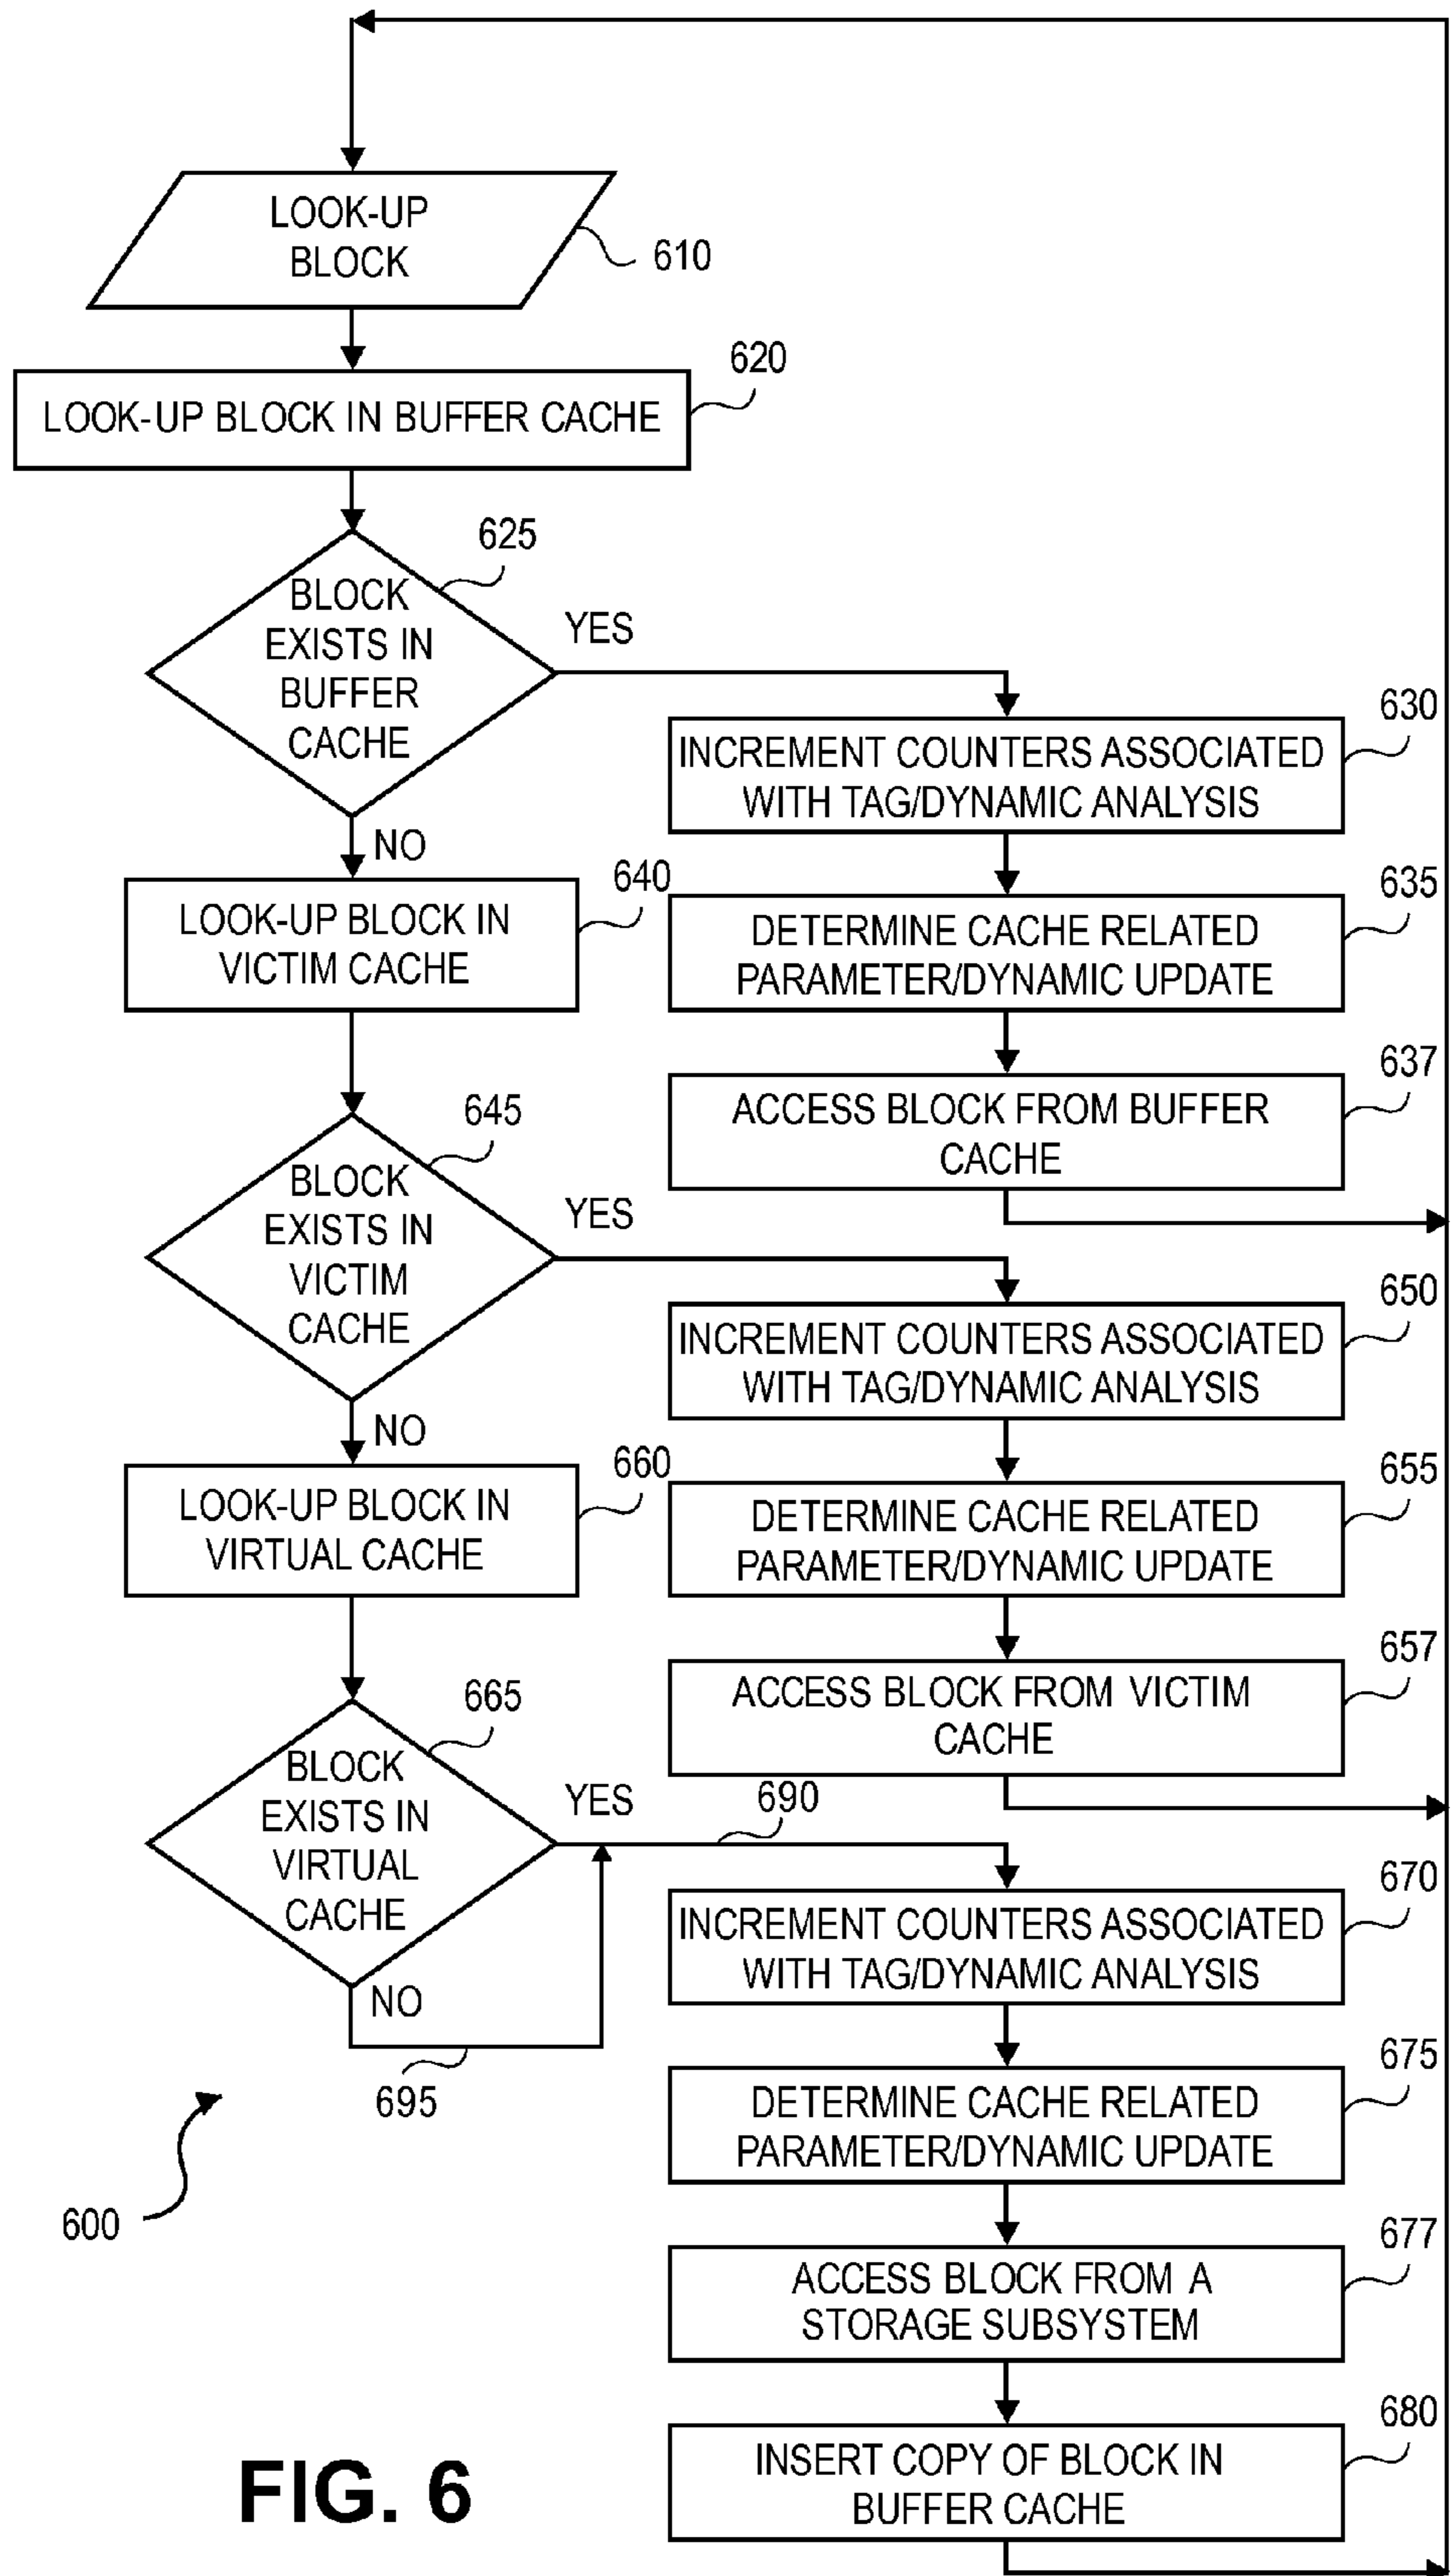 LOOK-UP
BLOCK
610
LOOK-UP BLOCK IN BUFFER CACHE
620
BLOCK
EXISTS IN
BUFFER
CACHE
625
YES
NO
INCREMENT COUNTERS ASSOCIATED
WITH TAG/DYNAMIC ANALYSIS
630
DETERMINE CACHE RELATED
PARAMETER/DYNAMIC UPDATE
635
ACCESS BLOCK FROM BUFFER
CACHE
637
LOOK-UP BLOCK IN
VICTIM CACHE
640
BLOCK
EXISTS IN
VICTIM
CACHE
645
YES
NO
INCREMENT COUNTERS ASSOCIATED
WITH TAG/DYNAMIC ANALYSIS
650
DETERMINE CACHE RELATED
PARAMETER/DYNAMIC UPDATE
655
ACCESS BLOCK FROM VICTIM
CACHE
657
LOOK-UP BLOCK IN
VIRTUAL CACHE
660
BLOCK
EXISTS IN
VIRTUAL
CACHE
665
YES
690
NO
695
INCREMENT COUNTERS ASSOCIATED
WITH TAG/DYNAMIC ANALYSIS
670
DETERMINE CACHE RELATED
PARAMETER/DYNAMIC UPDATE
675
ACCESS BLOCK FROM A
STORAGE SUBSYSTEM
677
INSERT COPY OF BLOCK IN
BUFFER CACHE
680
600
FIG. 6